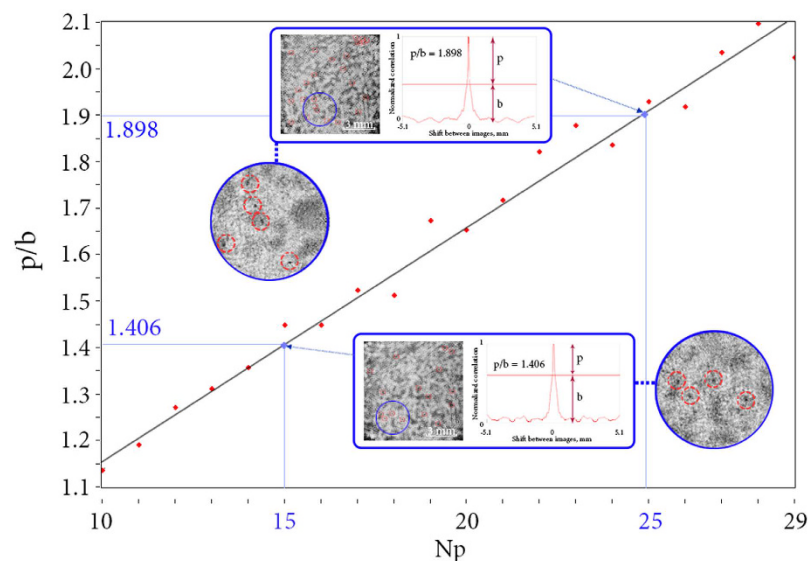 2.1
2.0
1.9
1.8
1.7
1.6
1.5
1.4
1.3
1.2
1.1
p/b
1.898
1.406
10
15
20
25
29
Np
3 mm
Normalized correlation
1
0
p/b = 1.898
p
b
-5.1
0
5.1
Shift between images, mm
3 mm
Normalized correlation
1
0
p/b = 1.406
p
b
-5.1
0
5.1
Shift between images, mm